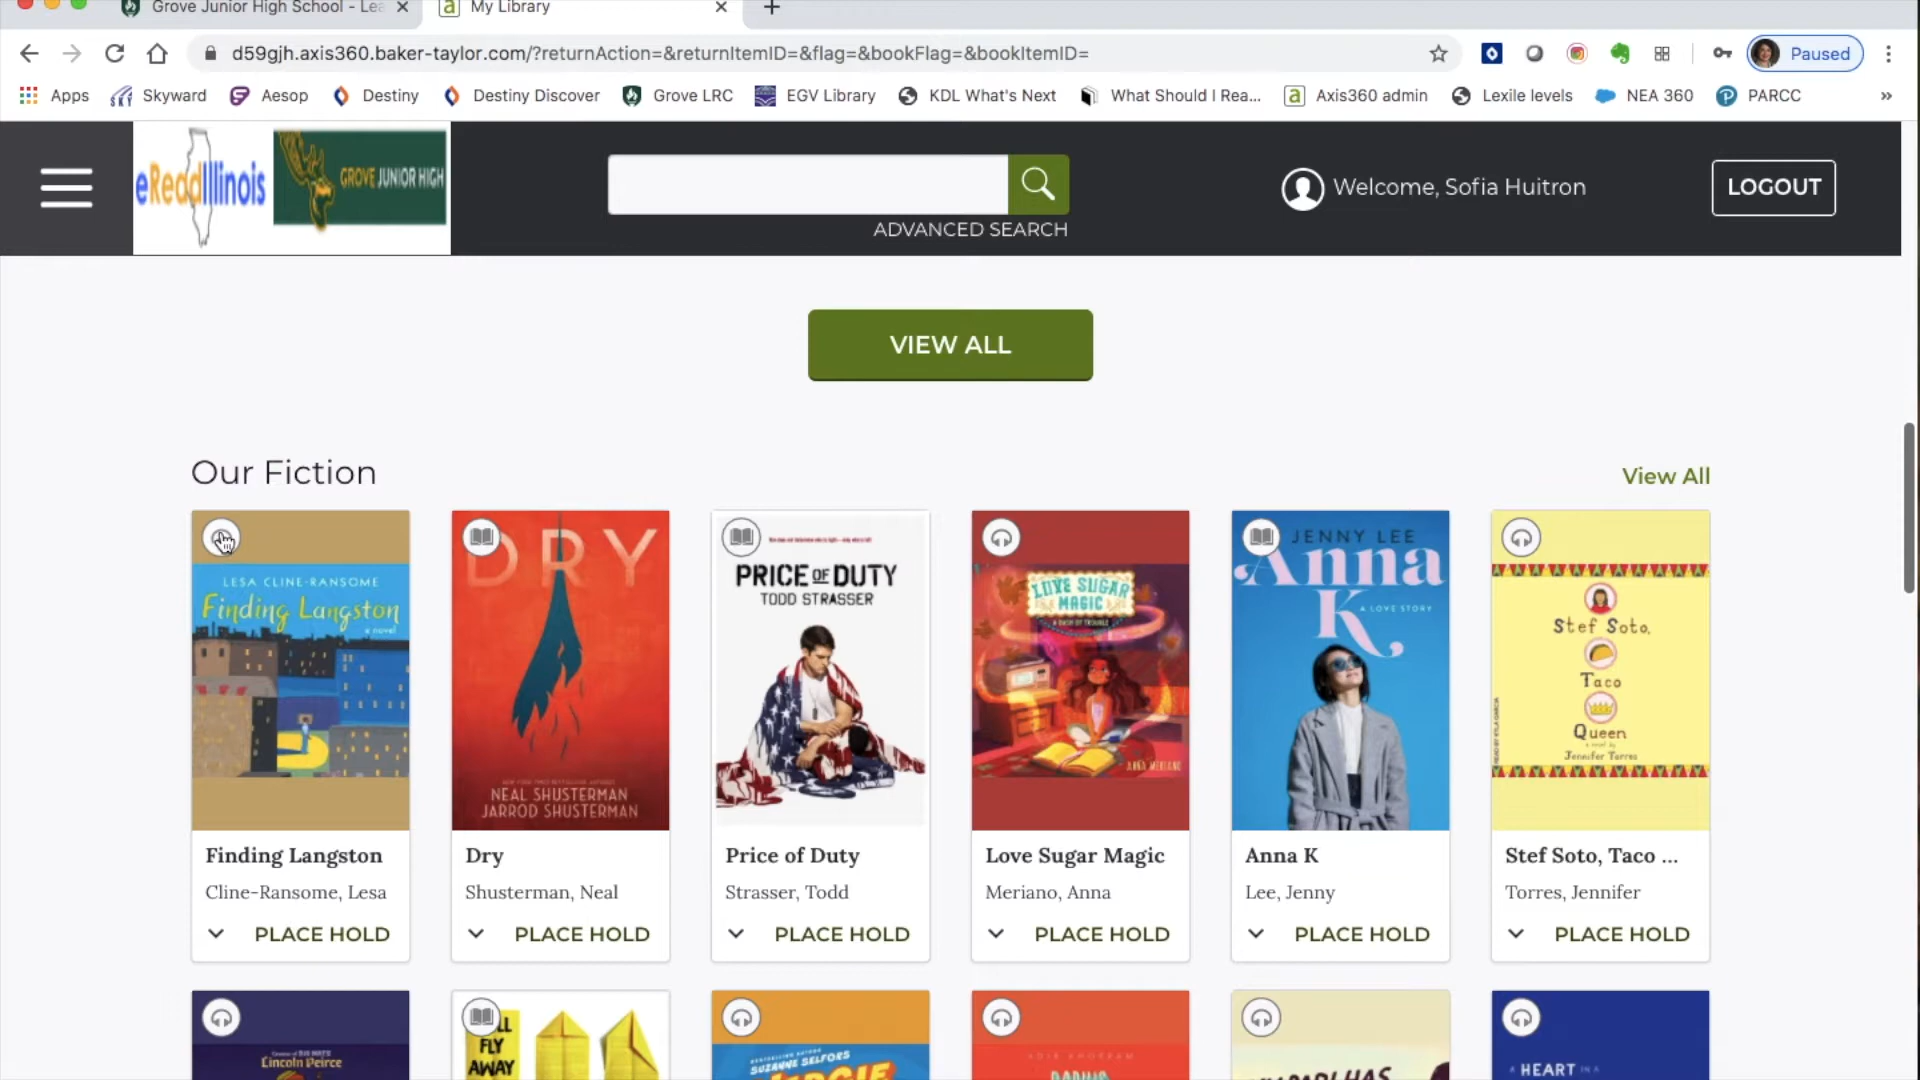 Grove Junior High School - Lea
My Library
d59gjh.axis360.baker-taylor.com/?returnAction=&returnItemID=&flag=&bookFlag=&bookItemID=
Paused
Apps Skyward Aesop Destiny Destiny Discover Grove LRC EGV Library KDL What's Next What Should I Rea... Axis360 admin Lexile levels NEA 360 PARCC »
eReadIllinois
GROVE JUNIOR HIGH
Welcome, Sofia Huitron
LOGOUT
ADVANCED SEARCH
VIEW ALL
Our Fiction
View All
LESA CLINE-RANSOME
Finding Langston
a novel
DRY
NEAL SHUSTERMAN
JARROD SHUSTERMAN
PRICE OF DUTY
TODD STRASSER
LOVE SUGAR
MAGIC
A DASH OF TROUBLE
ANNA MERIANO
JENNY LEE
Anna
K
A LOVE STORY
Stef Soto,
Taco
Queen
a novel by
Jennifer Torres
Finding Langston
Cline-Ransome, Lesa
PLACE HOLD
Dry
Shusterman, Neal
PLACE HOLD
Price of Duty
Strasser, Todd
PLACE HOLD
Love Sugar Magic
Meriano, Anna
PLACE HOLD
Anna K
Lee, Jenny
PLACE HOLD
Stef Soto, Taco ...
Torres, Jennifer
PLACE HOLD
Lincoln Peirce
FLY
AWAY
SUZANNE SELFORS
A HEART IN A